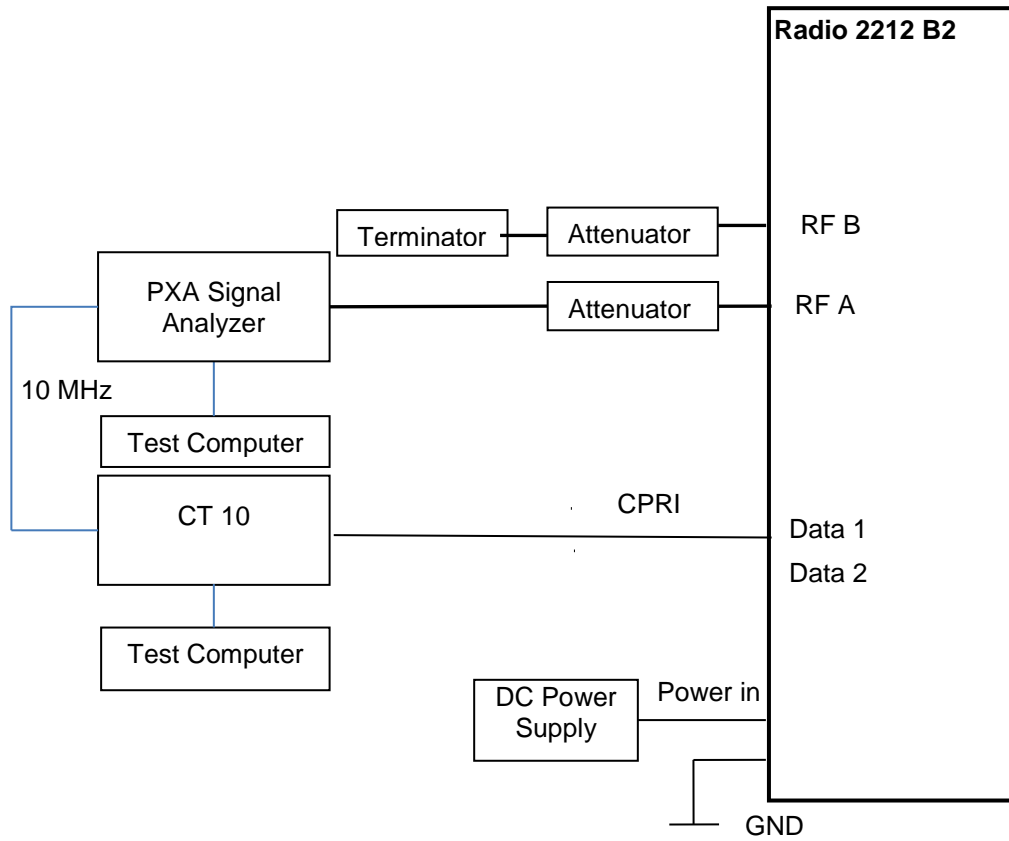 Radio 2212 B2
RF B
Terminator
Attenuator
PXA Signal
Analyzer
Attenuator
RF A
10 MHz
Test Computer
CT 10
CPRI
Data 1
Data 2
Test Computer
DC Power
Supply
Power in
GND